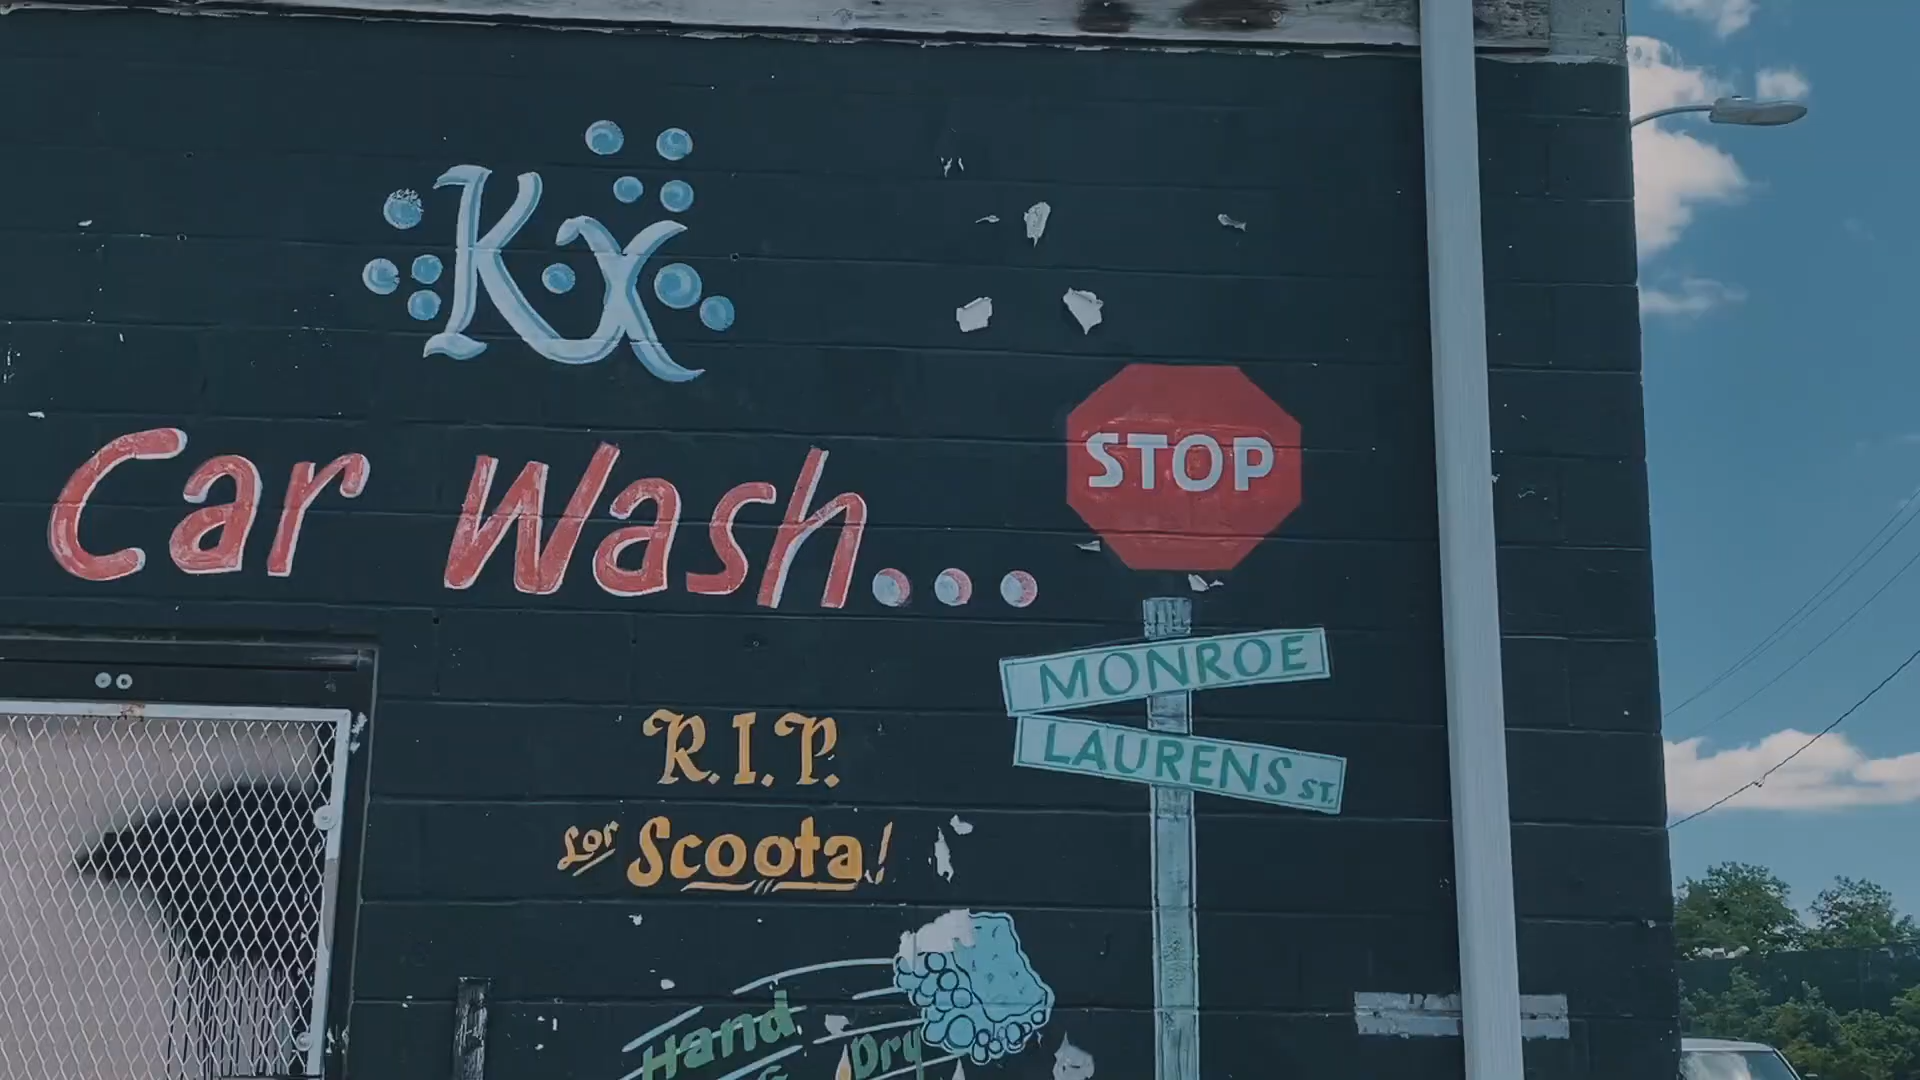 Kx
Car Wash...
STOP
MONROE
LAURENS ST.
R.I.P.
Lor Scoota!
Hand
&
Dry